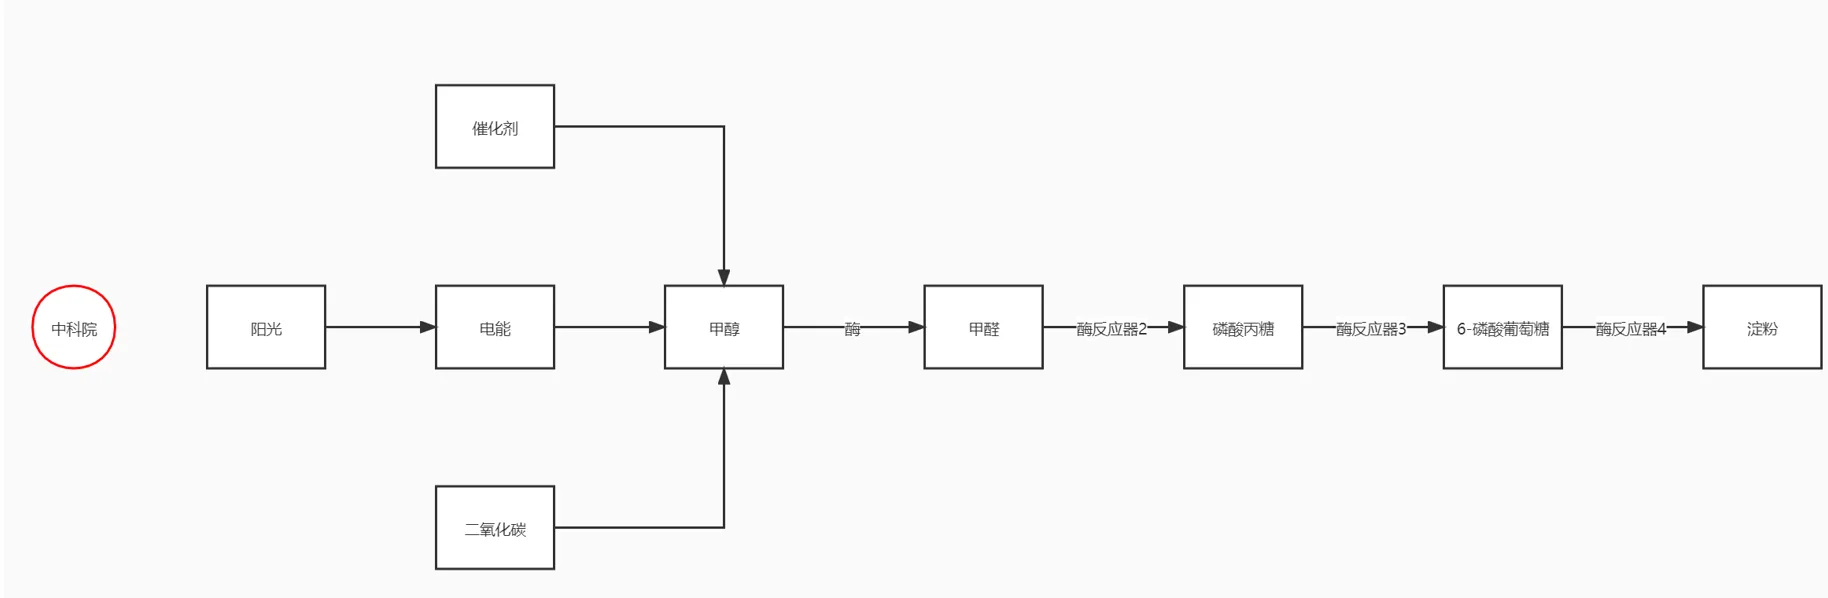 催化剂
中科院
阳光
电能
甲醇
酶
甲醛
酶反应器2
磷酸丙糖
酶反应器3
6-磷酸葡萄糖
酶反应器4
淀粉
二氧化碳